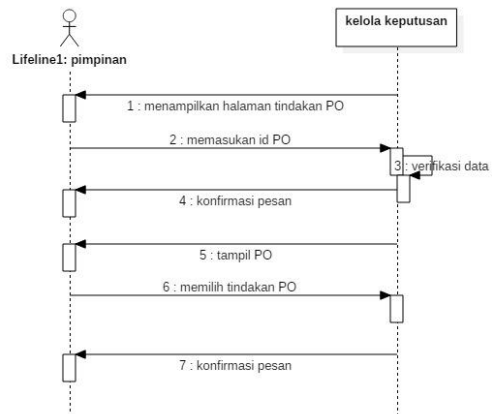 kelola keputusan
Lifeline1: pimpinan
1 : menampilkan halaman tindakan PO
2 : memasukan id PO
3 : verifikasi data
4 : konfirmasi pesan
5 : tampil PO
6 : memilih tindakan PO
7 : konfirmasi pesan